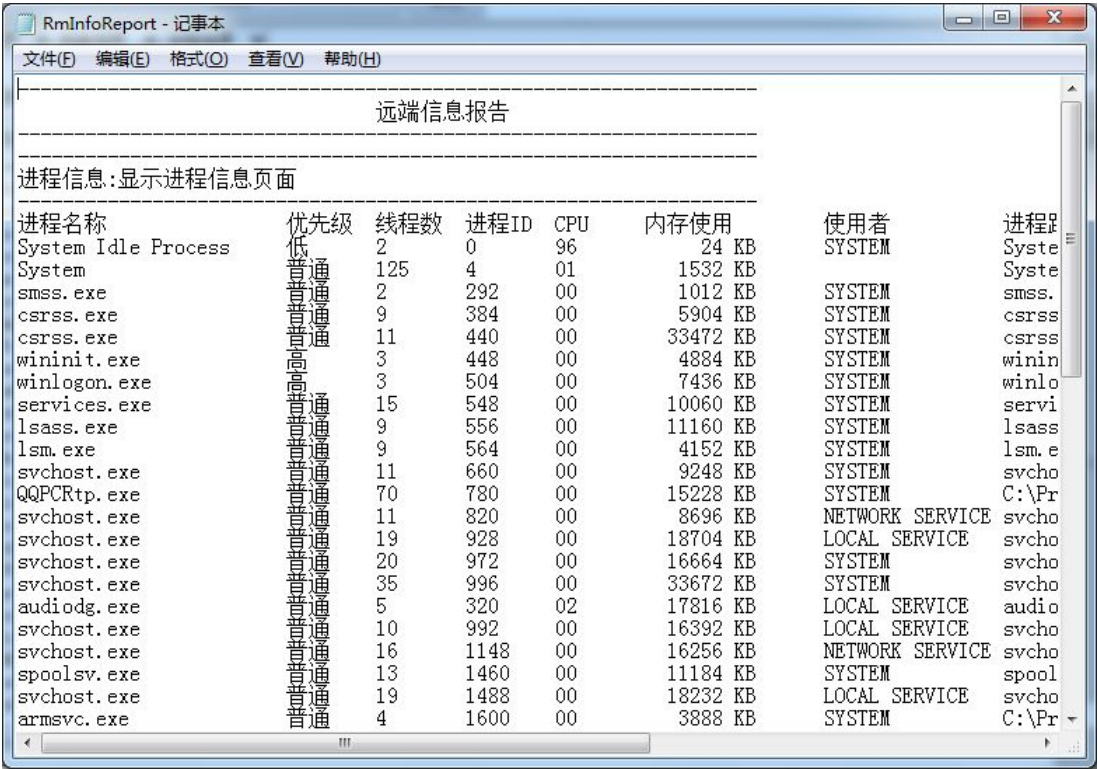 RmInfoReport - 记事本
文件(F) 编辑(E) 格式(O) 查看(V) 帮助(H)
------------------------------------------------------------------
远端信息报告
------------------------------------------------------------------
------------------------------------------------------------------
进程信息:显示进程信息页面
------------------------------------------------------------------
进程名称 优先级 线程数 进程ID CPU 内存使用 使用者 进程路
System Idle Process 低 2 0 96 24 KB SYSTEM Syste
System 普通 125 4 01 1532 KB Syste
smss.exe 普通 2 292 00 1012 KB SYSTEM smss.
csrss.exe 普通 9 384 00 5904 KB SYSTEM csrss
csrss.exe 普通 11 440 00 33472 KB SYSTEM csrss
wininit.exe 高 3 448 00 4884 KB SYSTEM winin
winlogon.exe 高 3 504 00 7436 KB SYSTEM winlo
services.exe 普通 15 548 00 10060 KB SYSTEM servi
lsass.exe 普通 9 556 00 11160 KB SYSTEM lsass
lsm.exe 普通 9 564 00 4152 KB SYSTEM lsm.e
svchost.exe 普通 11 660 00 9248 KB SYSTEM svcho
QQPCRtp.exe 普通 70 780 00 15228 KB SYSTEM C:\Pr
svchost.exe 普通 11 820 00 8696 KB NETWORK SERVICE svcho
svchost.exe 普通 19 928 00 18704 KB LOCAL SERVICE svcho
svchost.exe 普通 20 972 00 16664 KB SYSTEM svcho
svchost.exe 普通 35 996 00 33672 KB SYSTEM svcho
audiodg.exe 普通 5 320 02 17816 KB LOCAL SERVICE audio
svchost.exe 普通 10 992 00 16392 KB LOCAL SERVICE svcho
svchost.exe 普通 16 1148 00 16256 KB NETWORK SERVICE svcho
spoolsv.exe 普通 13 1460 00 11184 KB SYSTEM spool
svchost.exe 普通 19 1488 00 18232 KB LOCAL SERVICE svcho
armsvc.exe 普通 4 1600 00 3888 KB SYSTEM C:\Pr